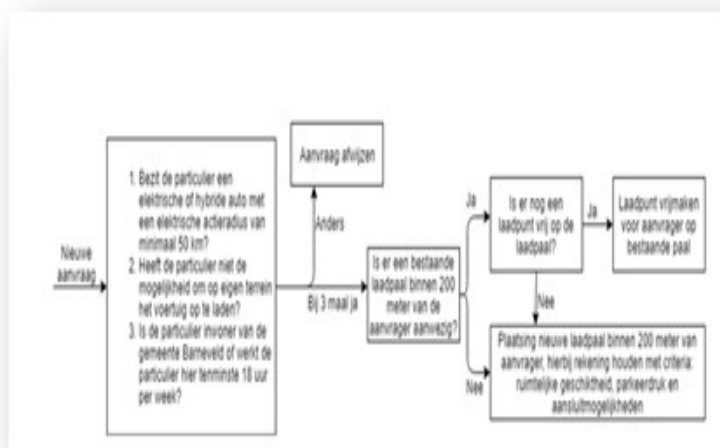 Nieuwe
aanvraag
1. Bezit de particulier een
elektrische of hybride auto met
een elektrische actieradius van
minimaal 50 km?
2. Heeft de particulier niet de
mogelijkheid om op eigen terrein
het voertuig op te laden?
3. Is de particulier inwoner van de
gemeente Barneveld of werkt de
particulier hier tenminste 18 uur
per week?
Aanvraag afwijzen
Anders
Bij 3 maal ja
Is er een bestaande
laadpaal binnen 200
meter van de
aanvrager aanwezig?
Ja
Nee
Is er nog een
laadpunt vrij op de
laadpaal?
Ja
Nee
Laadpunt vrijmaken
voor aanvrager op
bestaande paal
Plaatsing nieuwe laadpaal binnen 200 meter van
aanvrager, hierbij rekening houden met criteria:
ruimtelijke geschiktheid, parkeerdruk en
aansluitmogelijkheden